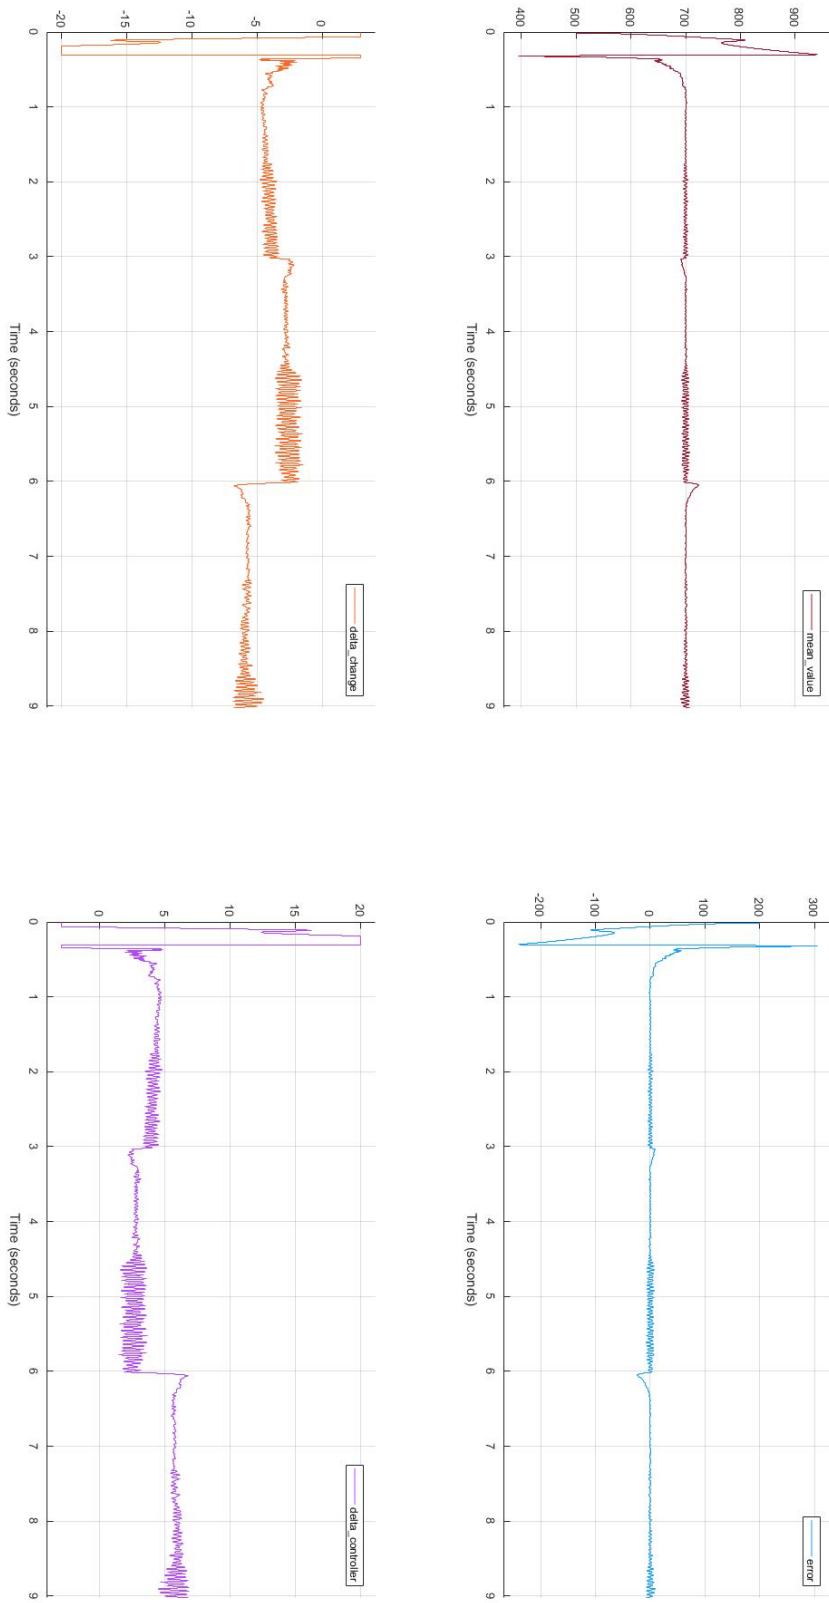 mean_value
900
800
700
600
500
400
0 1 2 3 4 5 6 7 8 9
Time (seconds)
error
300
200
100
0
-100
-200
0 1 2 3 4 5 6 7 8 9
Time (seconds)
0
-5
-10
-15
-20
delta_change
0 1 2 3 4 5 6 7 8 9
Time (seconds)
20
15
10
5
0
delta_controller
0 1 2 3 4 5 6 7 8 9
Time (seconds)